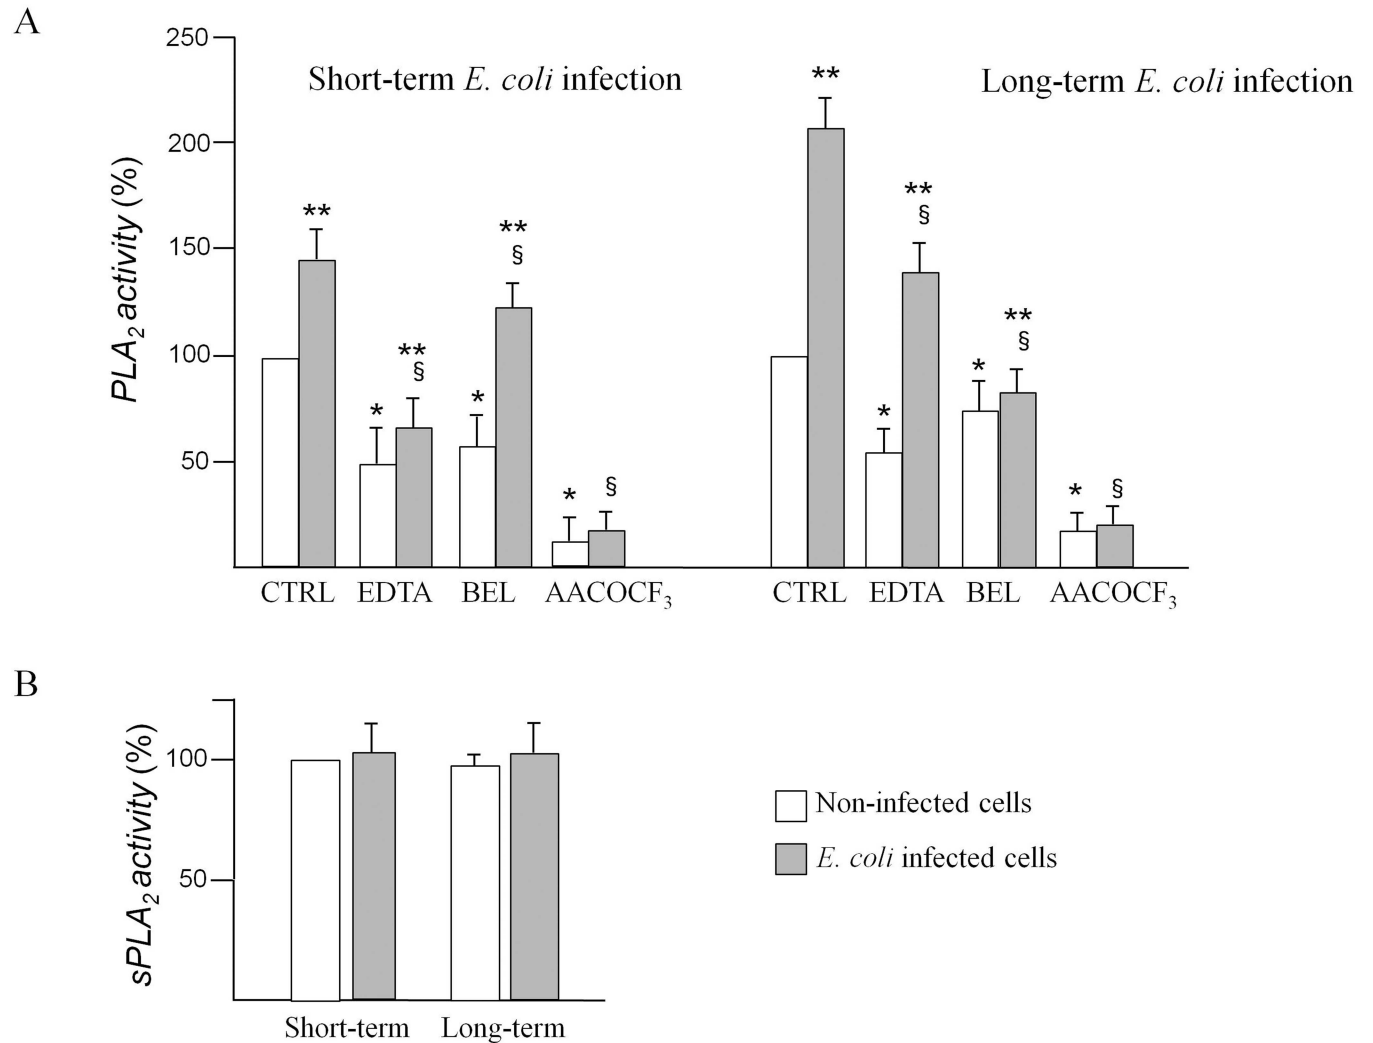 A
250
200
150
100
50
PLA2 activity (%)
Short-term E. coli infection
Long-term E. coli infection
**
*
**
§
*
**
§
*
§
**
*
**
§
*
**
§
*
§
CTRL EDTA BEL AACOCF3
CTRL EDTA BEL AACOCF3
B
sPLA2 activity (%)
100
50
Short-term Long-term
Non-infected cells
E. coli infected cells